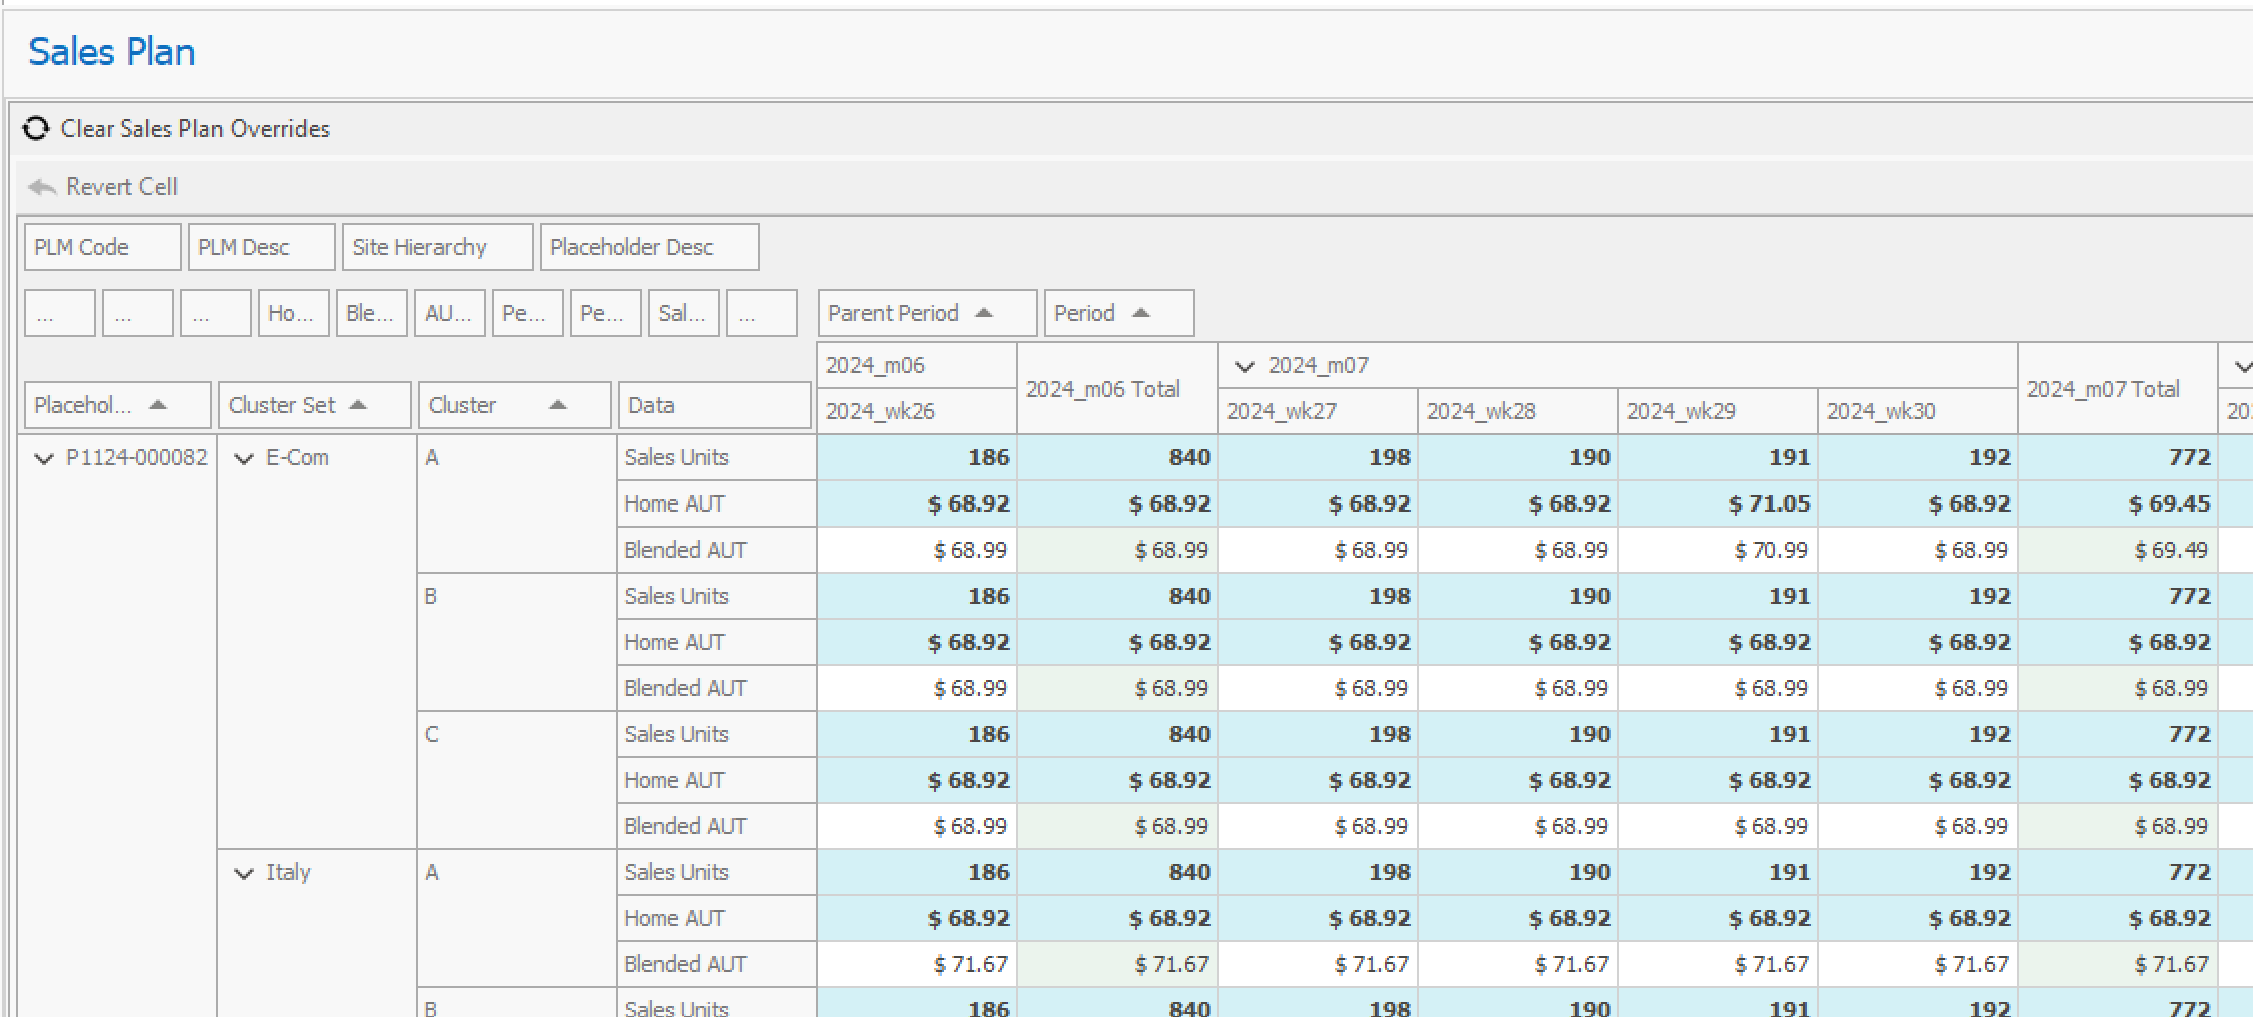 Sales Plan
Clear Sales Plan Overrides
Revert Cell
PLM Code PLM Desc Site Hierarchy Placeholder Desc
... ... ... Ho... Ble... AU... Pe... Pe... Sal... ... Parent Period Period
2024_m06 2024_m06 Total 2024_m07 2024_m07 Total
Placehol... Cluster Set Cluster Data 2024_wk26 2024_wk27 2024_wk28 2024_wk29 2024_wk30 20
P1124-000082 E-Com A Sales Units 186 840 198 190 191 192 772
Home AUT $ 68.92 $ 68.92 $ 68.92 $ 68.92 $ 71.05 $ 68.92 $ 69.45
Blended AUT $ 68.99 $ 68.99 $ 68.99 $ 68.99 $ 70.99 $ 68.99 $ 69.49
B Sales Units 186 840 198 190 191 192 772
Home AUT $ 68.92 $ 68.92 $ 68.92 $ 68.92 $ 68.92 $ 68.92 $ 68.92
Blended AUT $ 68.99 $ 68.99 $ 68.99 $ 68.99 $ 68.99 $ 68.99 $ 68.99
C Sales Units 186 840 198 190 191 192 772
Home AUT $ 68.92 $ 68.92 $ 68.92 $ 68.92 $ 68.92 $ 68.92 $ 68.92
Blended AUT $ 68.99 $ 68.99 $ 68.99 $ 68.99 $ 68.99 $ 68.99 $ 68.99
Italy A Sales Units 186 840 198 190 191 192 772
Home AUT $ 68.92 $ 68.92 $ 68.92 $ 68.92 $ 68.92 $ 68.92 $ 68.92
Blended AUT $ 71.67 $ 71.67 $ 71.67 $ 71.67 $ 71.67 $ 71.67 $ 71.67
B Sales Units 186 840 198 190 191 192 772